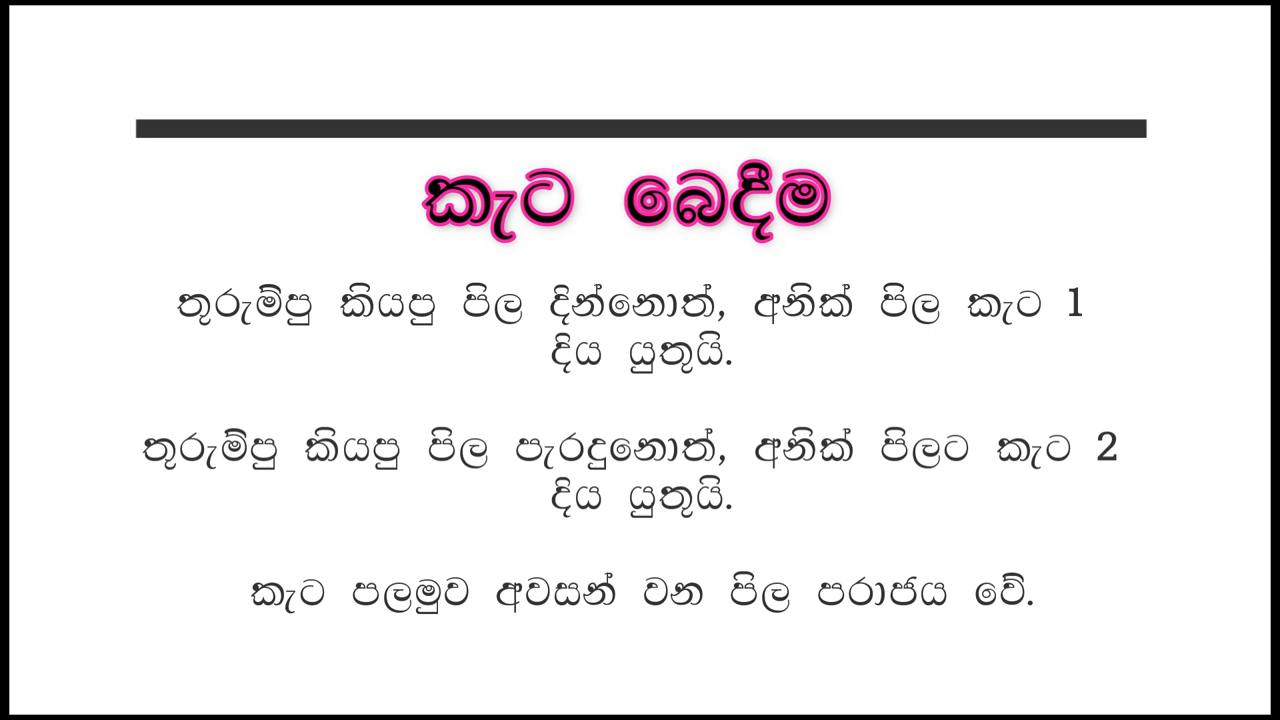 කැට බෙදීම
තුරුම්පු කියපු පිල දින්නොත්, අනික් පිල කැට 1
දිය යුතුයි.
තුරුම්පු කියපු පිල පැරදුනොත්, අනික් පිලට කැට 2
දිය යුතුයි.
කැට පලමුව අවසන් වන පිල පරාජය වේ.